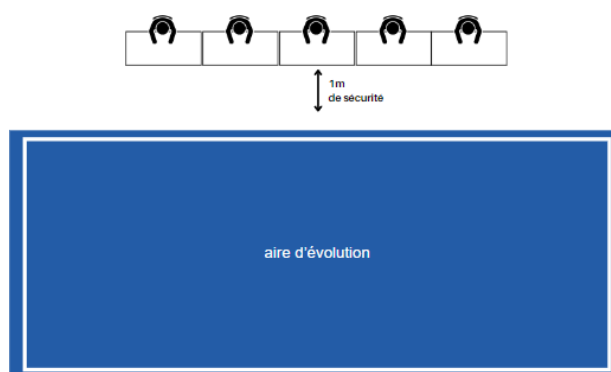 1m
de sécurité
aire d'évolution